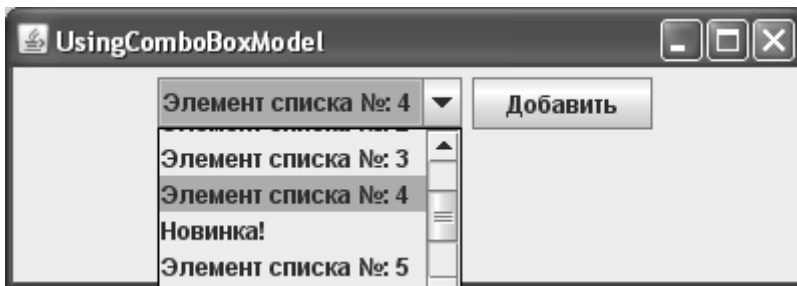 UsingComboBoxModel
Элемент списка №: 4
Добавить
Элемент списка №: 3
Элемент списка №: 4
Новинка!
Элемент списка №: 5